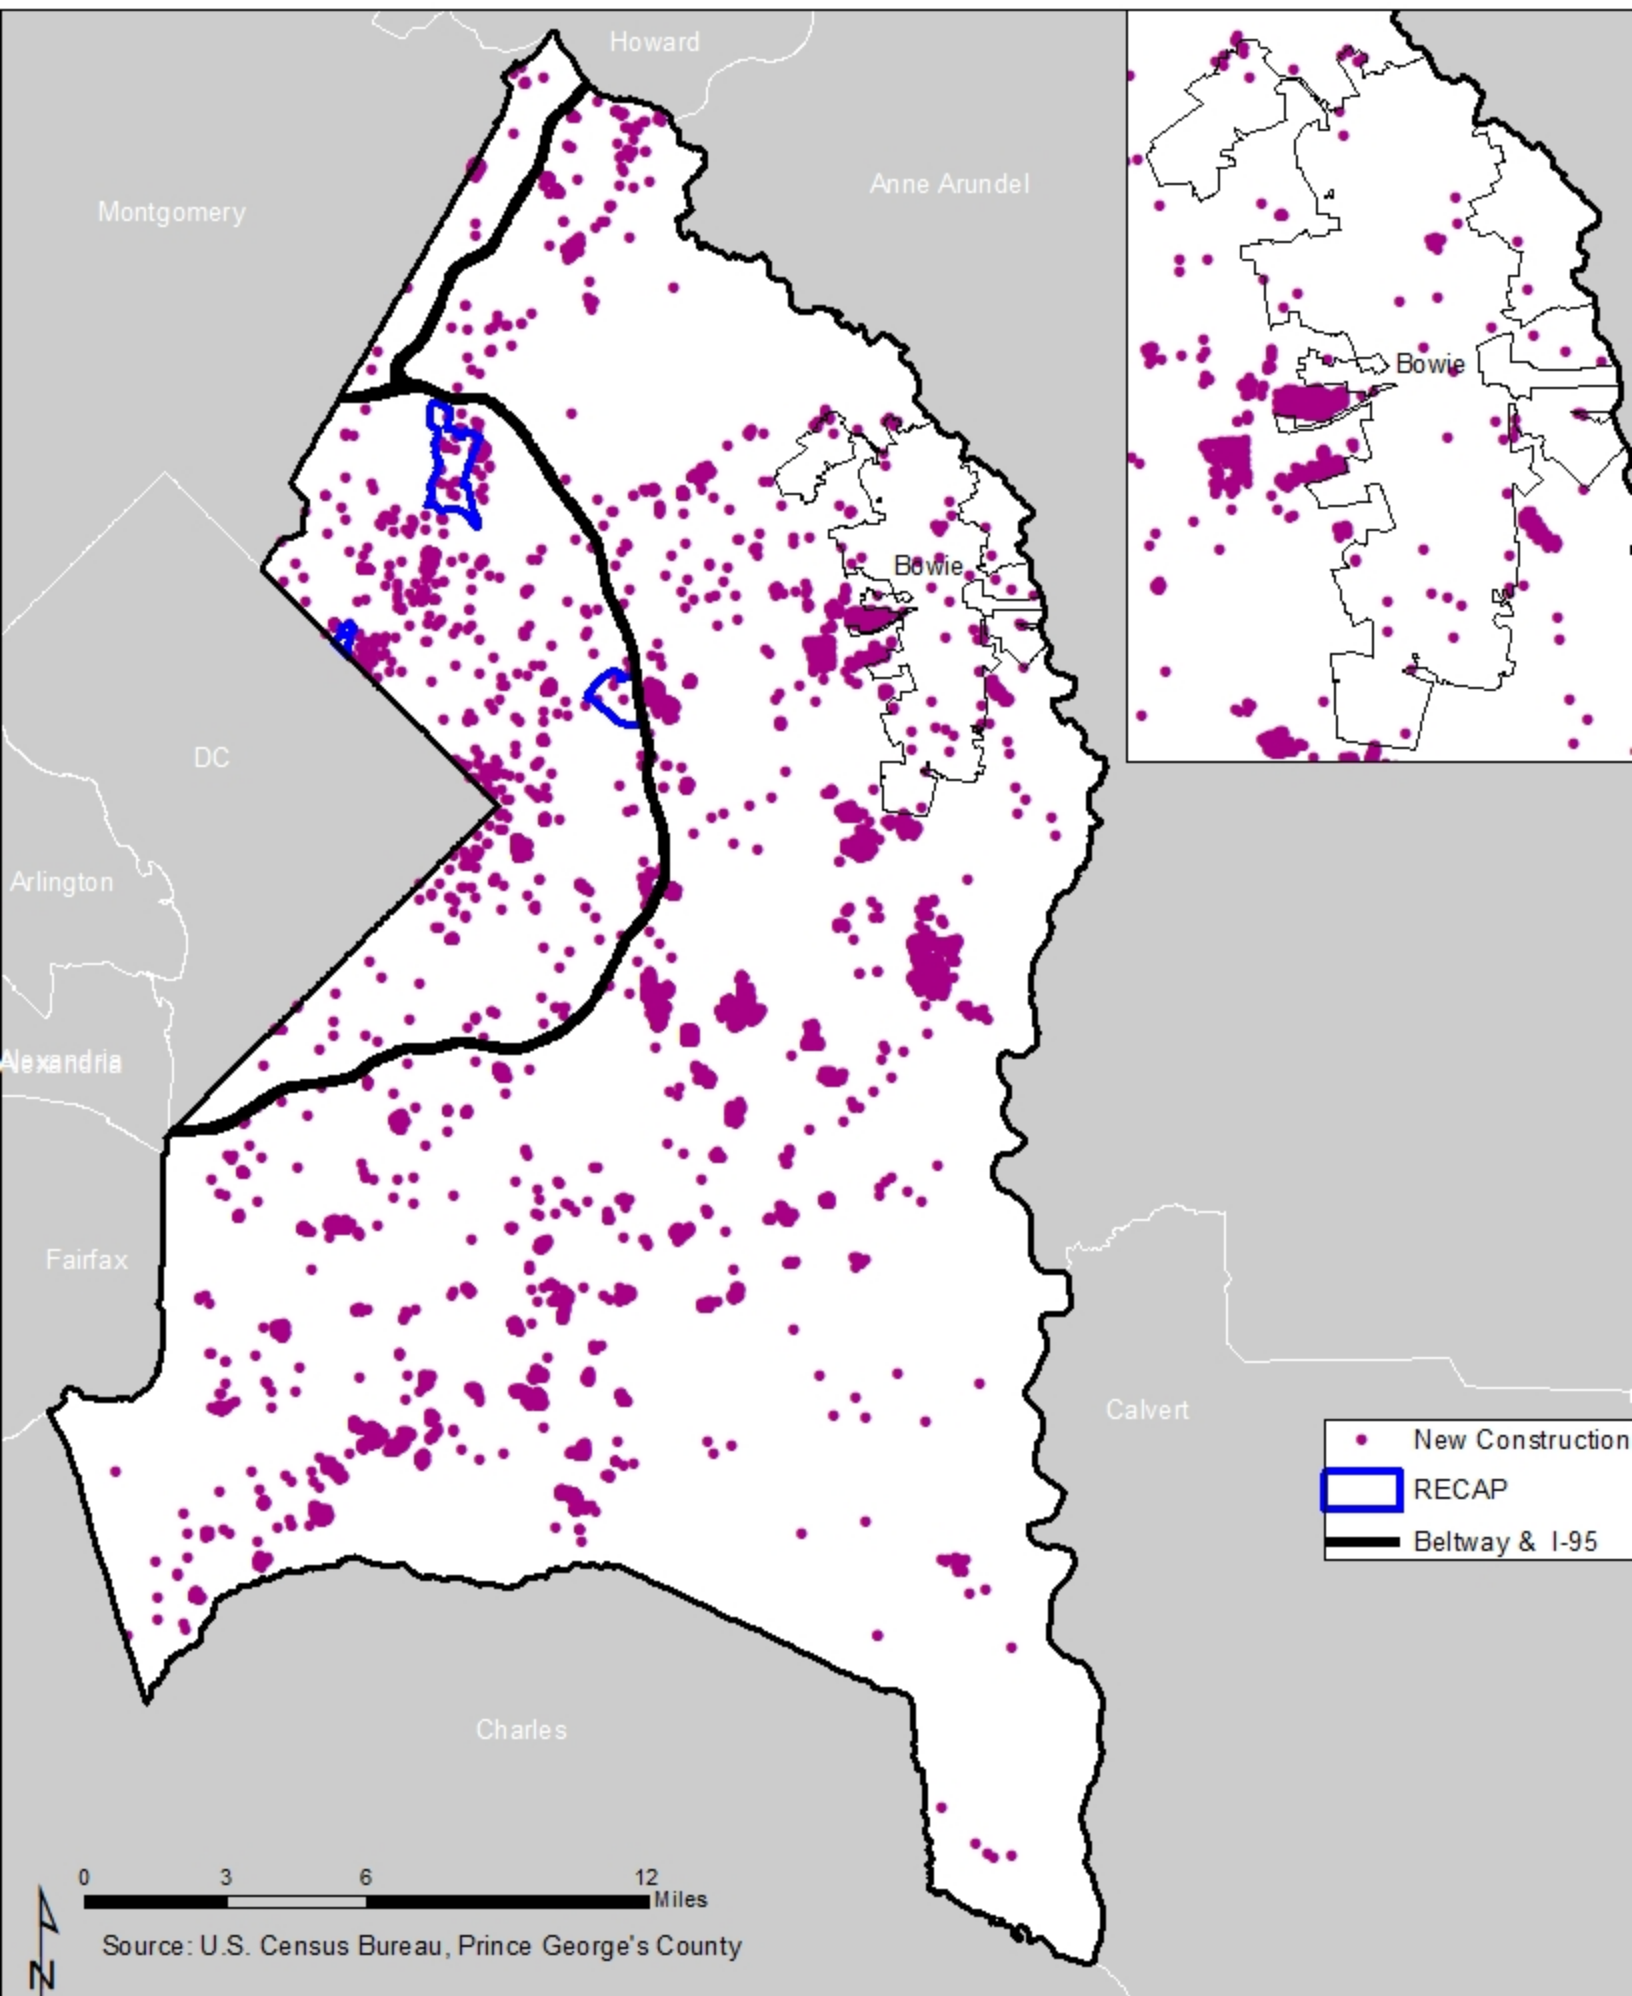 Howard
Anne Arundel
Montgomery
Bowie
Bowie
DC
Arlington
Alexandria
Alexandria
Fairfax
Calvert
New Construction
RECAP
Beltway & I-95
Charles
0 3 6 12
Miles
Source: U.S. Census Bureau, Prince George's County
N